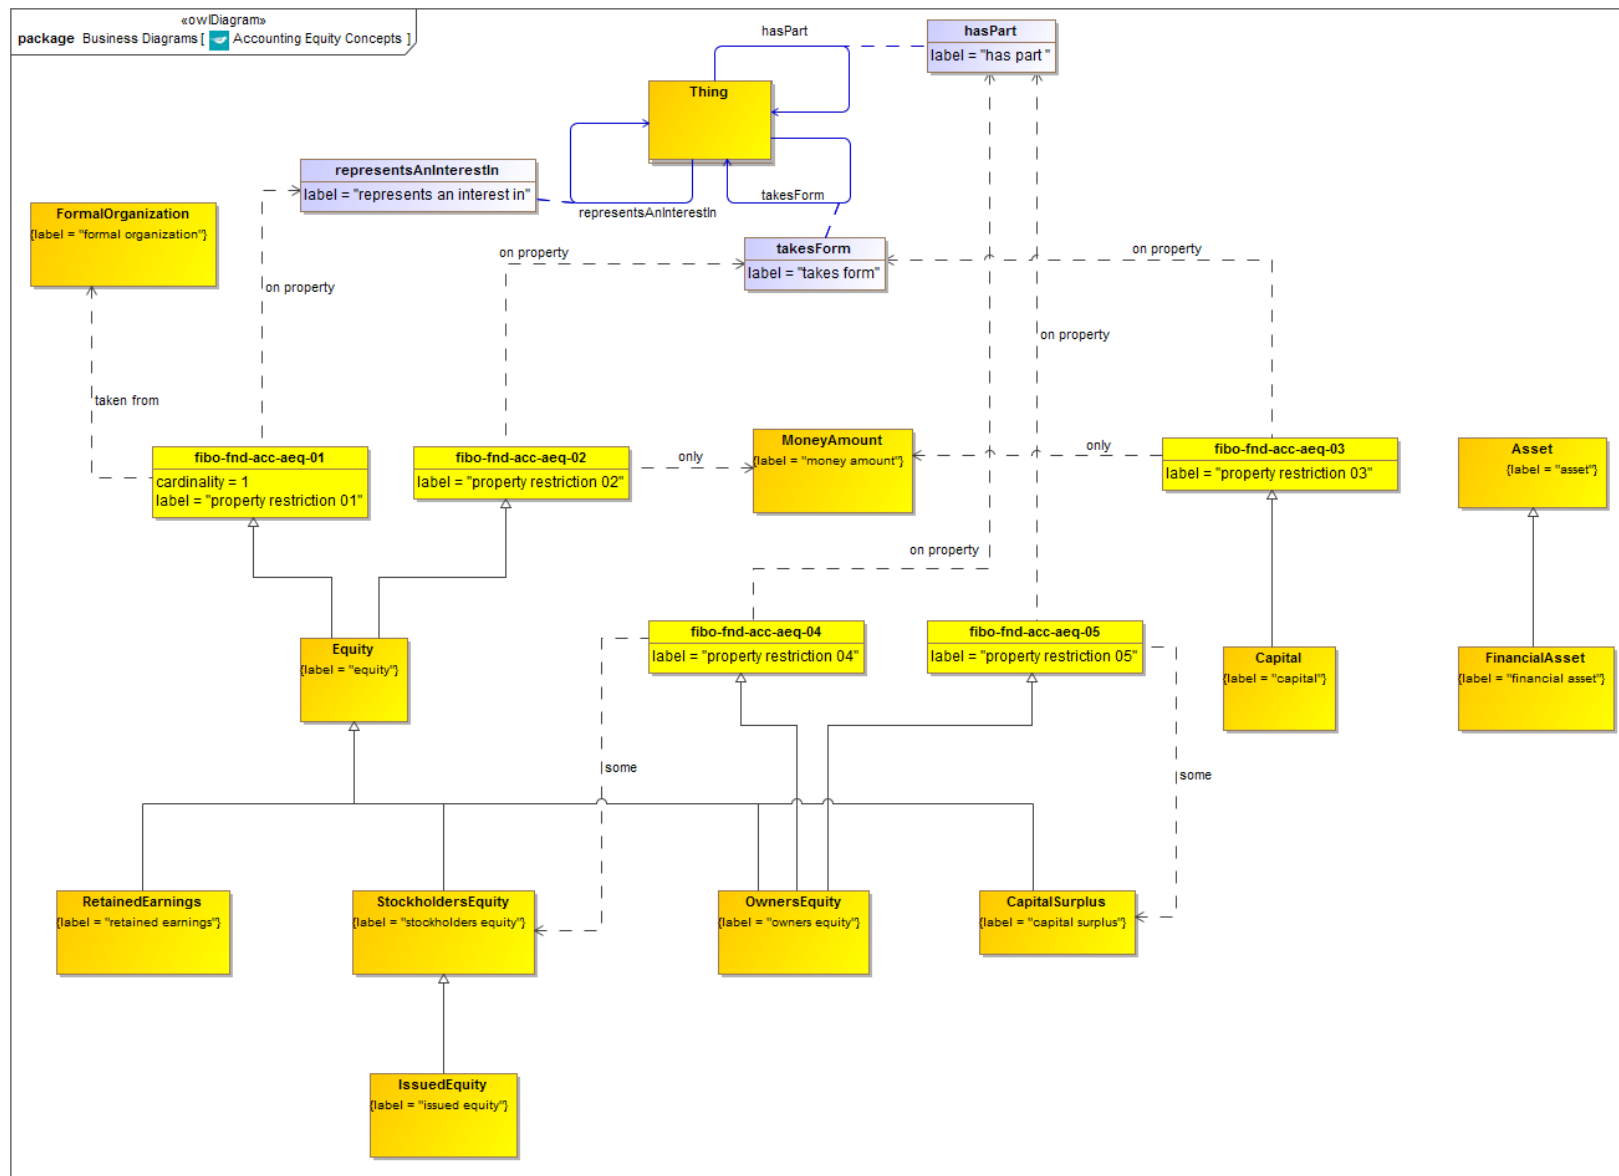 «owlDiagram»
package Business Diagrams [ Accounting Equity Concepts ]
hasPart
hasPart
label = "has part "
Thing
representsAnInterestIn
label = "represents an interest in"
takesForm
representsAnInterestIn
FormalOrganization
{label = "formal organization"}
takesForm
label = "takes form"
on property
on property
on property
on property
taken from
fibo-fnd-acc-aeq-01
cardinality = 1
label = "property restriction 01"
fibo-fnd-acc-aeq-02
label = "property restriction 02"
only
MoneyAmount
{label = "money amount"}
only
fibo-fnd-acc-aeq-03
label = "property restriction 03"
Asset
{label = "asset"}
on property
fibo-fnd-acc-aeq-04
label = "property restriction 04"
fibo-fnd-acc-aeq-05
label = "property restriction 05"
Equity
{label = "equity"}
Capital
{label = "capital"}
FinancialAsset
{label = "financial asset"}
some
some
RetainedEarnings
{label = "retained earnings"}
StockholdersEquity
{label = "stockholders equity"}
OwnersEquity
{label = "owners equity"}
CapitalSurplus
{label = "capital surplus"}
IssuedEquity
{label = "issued equity"}